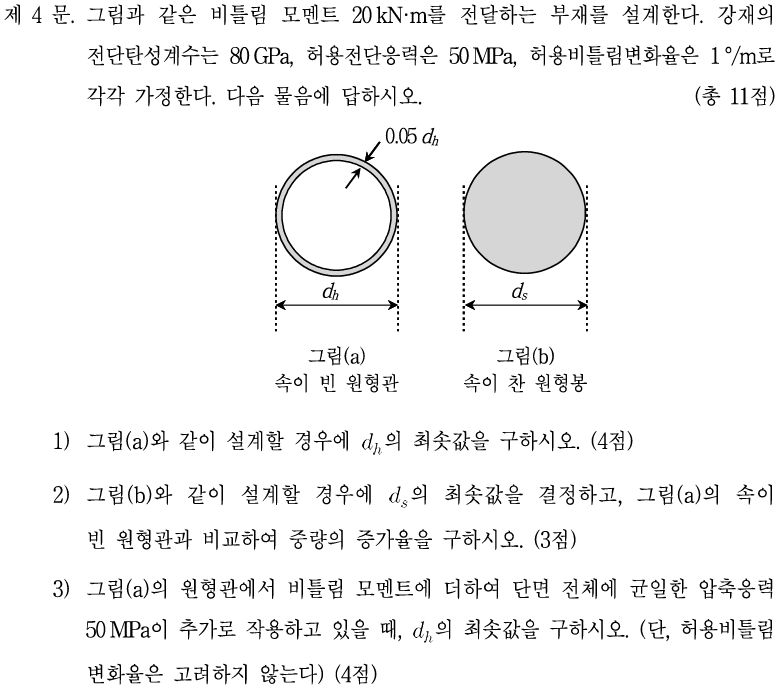 제 4 문. 그림과 같은 비틀림 모멘트 20 kN·m를 전달하는 부재를 설계한다. 강재의
전단탄성계수는 80 GPa, 허용전단응력은 50 MPa, 허용비틀림변화율은 1 °/m로
각각 가정한다. 다음 물음에 답하시오. (총 11점)
0.05 dh
dh ds
그림(a) 그림(b)
속이 빈 원형관 속이 찬 원형봉
1) 그림(a)와 같이 설계할 경우에 dh의 최솟값을 구하시오. (4점)
2) 그림(b)와 같이 설계할 경우에 ds의 최솟값을 결정하고, 그림(a)의 속이
빈 원형관과 비교하여 중량의 증가율을 구하시오. (3점)
3) 그림(a)의 원형관에서 비틀림 모멘트에 더하여 단면 전체에 균일한 압축응력
50 MPa이 추가로 작용하고 있을 때, dh의 최솟값을 구하시오. (단, 허용비틀림
변화율은 고려하지 않는다) (4점)